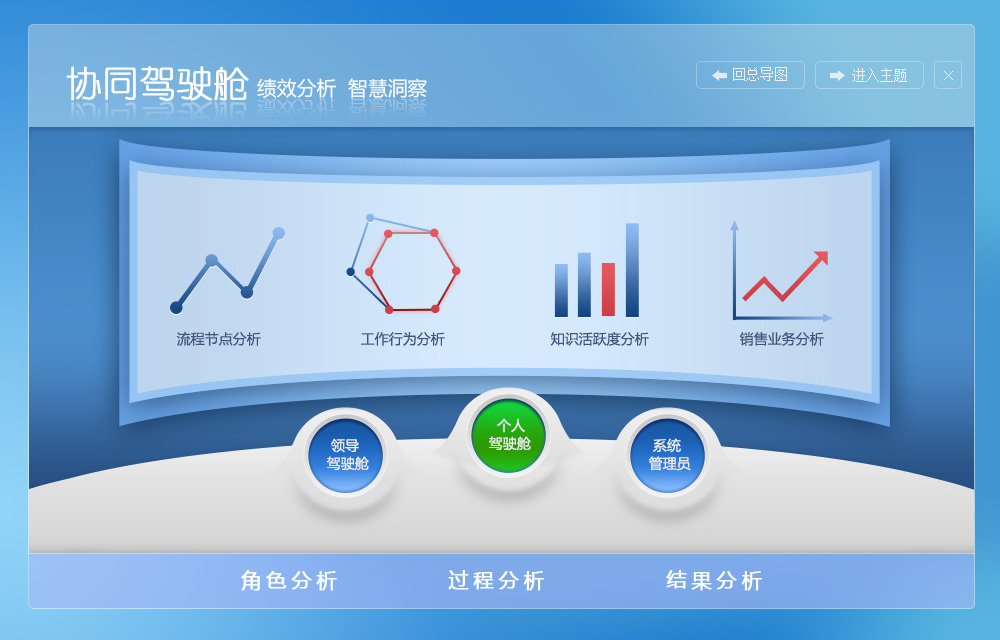 协同驾驶舱 绩效分析 智慧洞察
回总导图
进入主题
流程节点分析
工作行为分析
知识活跃度分析
销售业务分析
领导
驾驶舱
个人
驾驶舱
系统
管理员
角色分析
过程分析
结果分析